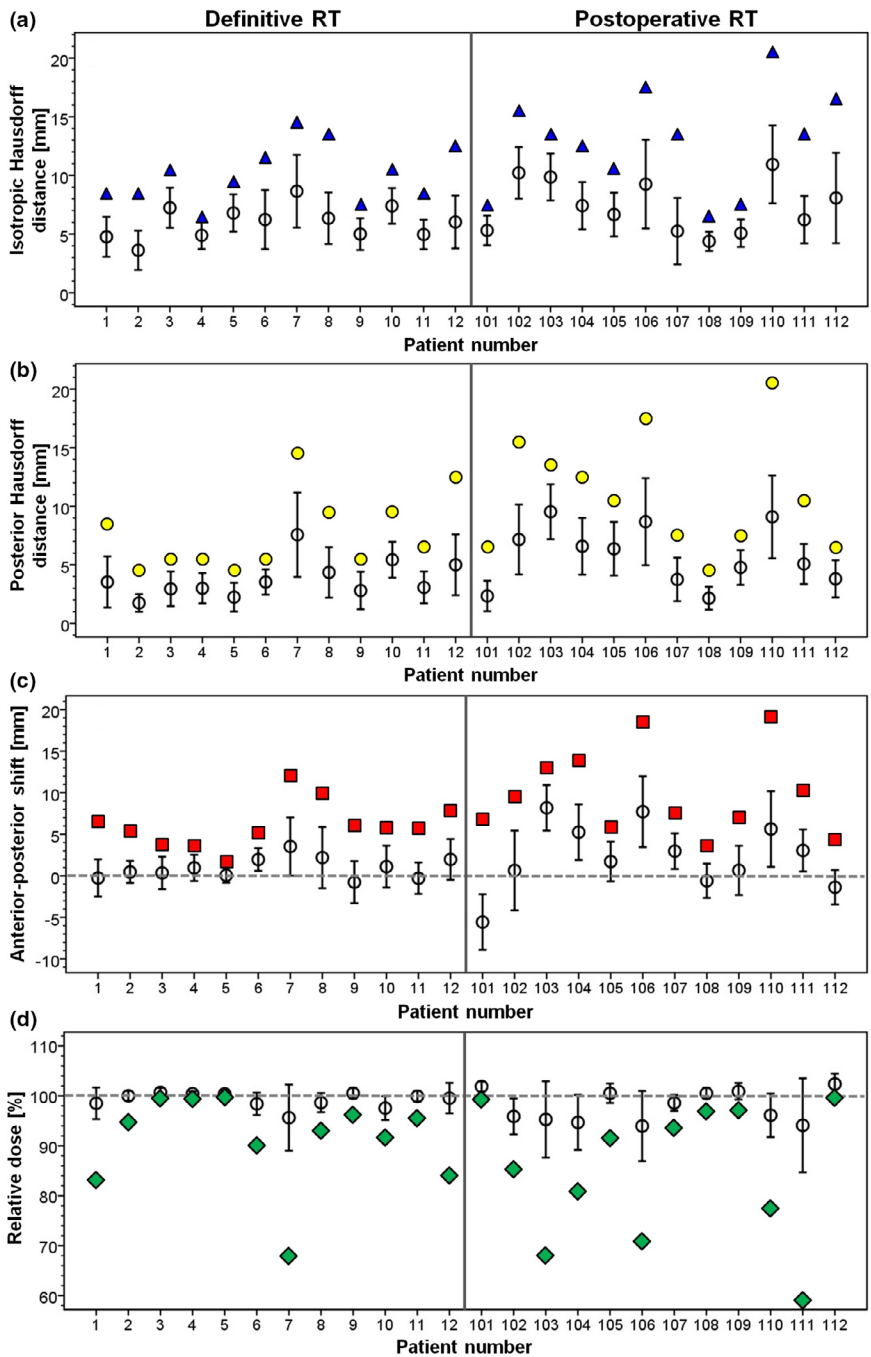 Definitive RT Postoperative RT
(a)
Isotropic Hausdorff
distance [mm]
20
15
10
5
0
1 2 3 4 5 6 7 8 9 10 11 12 101 102 103 104 105 106 107 108 109 110 111 112
Patient number
(b)
Posterior Hausdorff
distance [mm]
20
15
10
5
0
1 2 3 4 5 6 7 8 9 10 11 12 101 102 103 104 105 106 107 108 109 110 111 112
Patient number
(c)
Anterior-posterior shift [mm]
20
15
10
5
0
-5
-10
1 2 3 4 5 6 7 8 9 10 11 12 101 102 103 104 105 106 107 108 109 110 111 112
Patient number
(d)
Relative dose [%]
110
100
90
80
70
60
1 2 3 4 5 6 7 8 9 10 11 12 101 102 103 104 105 106 107 108 109 110 111 112
Patient number